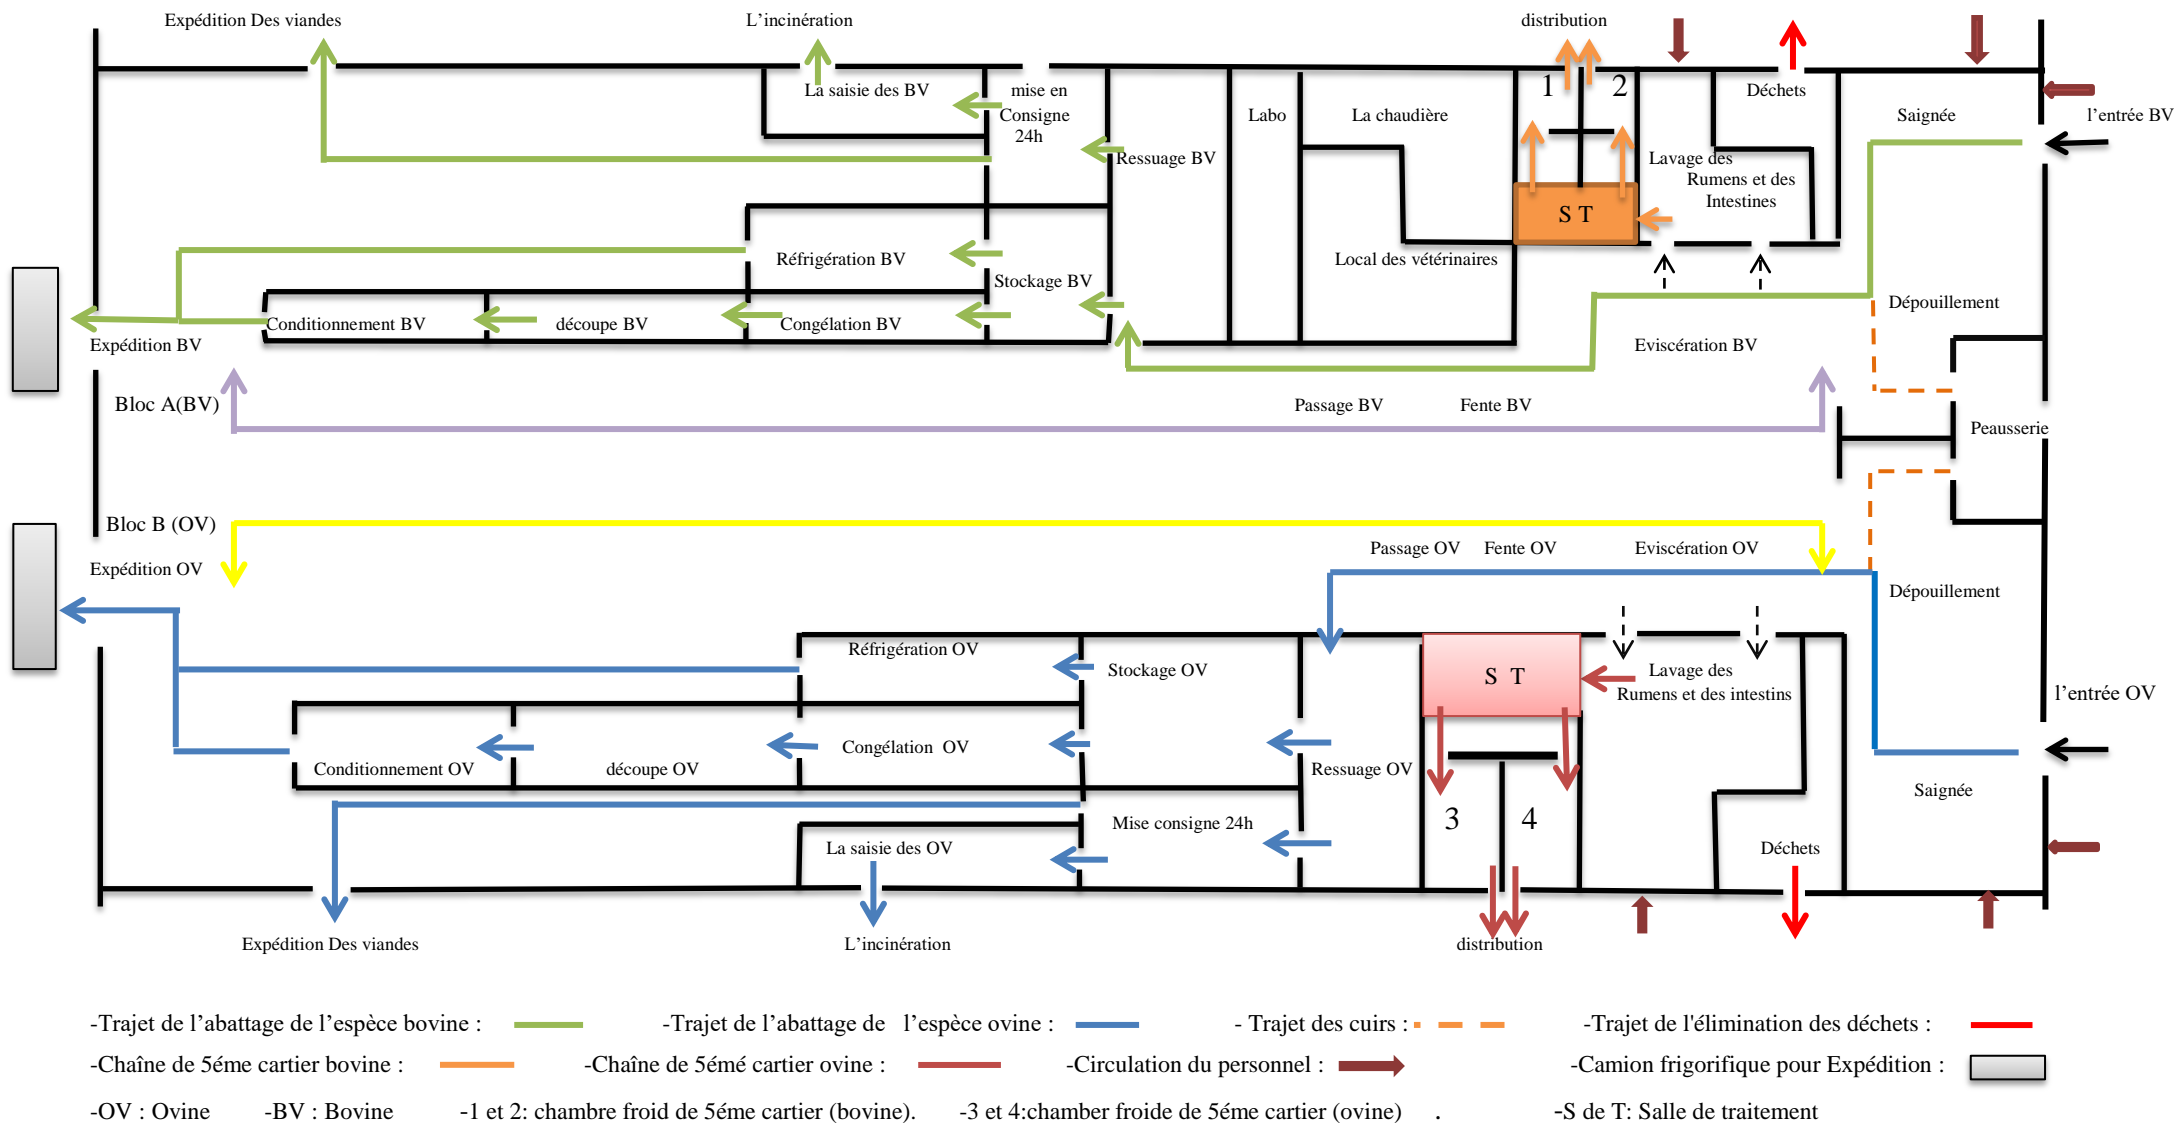 Expédition Des viandes
L'incinération
distribution
1
2
La saisie des BV
mise en
Consigne
24h
Ressuage BV
Labo
La chaudière
Déchets
Saignée
l'entrée BV
Lavage des
Rumens et des
Intestines
S T
Réfrigération BV
Stockage BV
Local des vétérinaires
Dépouillement
Conditionnement BV
découpe BV
Congélation BV
Expédition BV
Eviscération BV
Bloc A(BV)
Passage BV
Fente BV
Peausserie
Bloc B (OV)
Passage OV
Fente OV
Eviscération OV
Expédition OV
Dépouillement
Réfrigération OV
Stockage OV
S T
Lavage des
Rumens et des intestins
l'entrée OV
Congélation OV
Conditionnement OV
découpe OV
Ressuage OV
Saignée
Mise consigne 24h
3
4
La saisie des OV
Déchets
Expédition Des viandes
L'incinération
distribution
-Trajet de l'abattage de l'espèce bovine :
-Trajet de l'abattage de l'espèce ovine :
- Trajet des cuirs :
-Trajet de l'élimination des déchets :
-Chaîne de 5éme cartier bovine :
-Chaîne de 5émé cartier ovine :
-Circulation du personnel :
-Camion frigorifique pour Expédition :
-OV : Ovine
-BV : Bovine
-1 et 2: chambre froid de 5éme cartier (bovine).
-3 et 4:chamber froide de 5éme cartier (ovine) .
-S de T: Salle de traitement